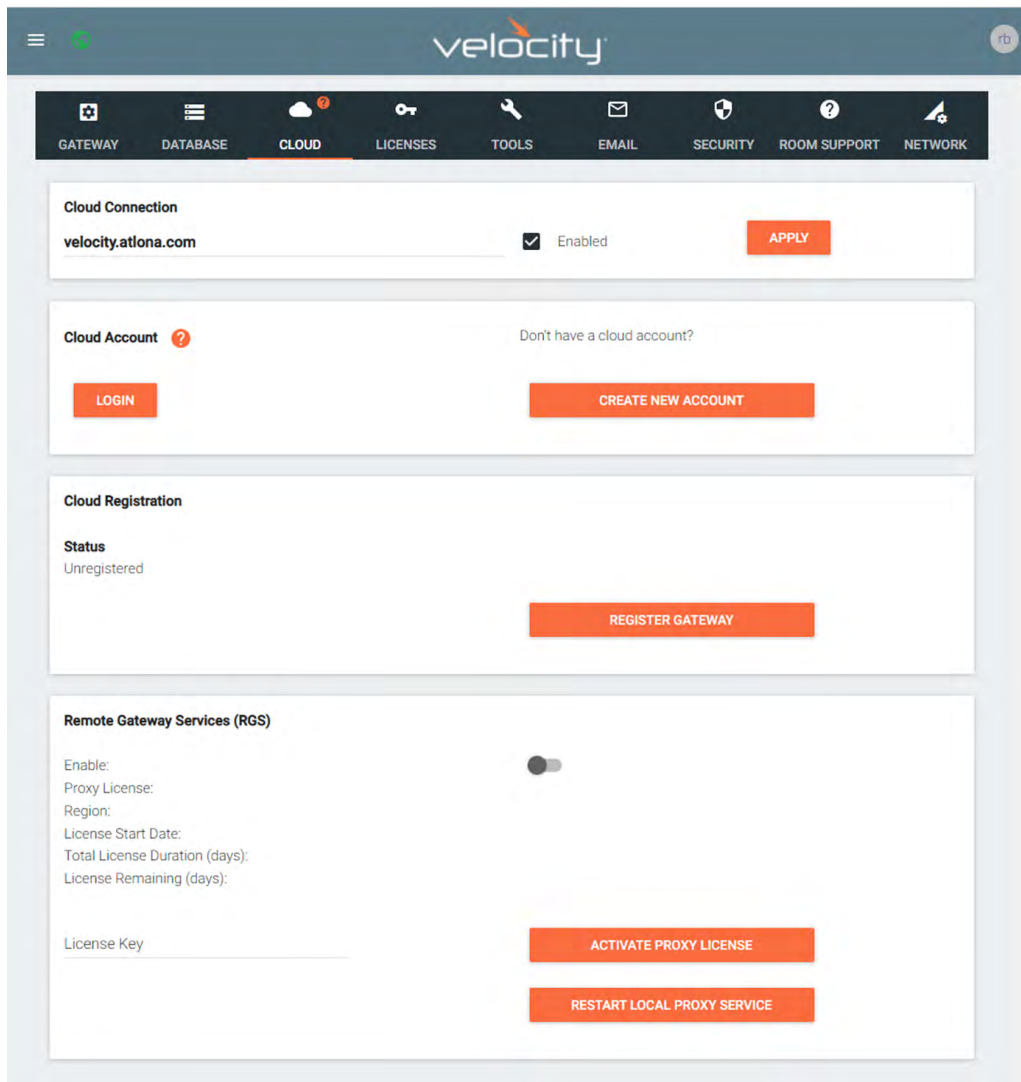 velocity
rb
GATEWAY DATABASE CLOUD ? LICENSES TOOLS EMAIL SECURITY ? ROOM SUPPORT NETWORK
Cloud Connection
velocity.atlona.com Enabled APPLY
Cloud Account ? Don't have a cloud account?
LOGIN CREATE NEW ACCOUNT
Cloud Registration
Status
Unregistered
REGISTER GATEWAY
Remote Gateway Services (RGS)
Enable:
Proxy License:
Region:
License Start Date:
Total License Duration (days):
License Remaining (days):
License Key ACTIVATE PROXY LICENSE
RESTART LOCAL PROXY SERVICE